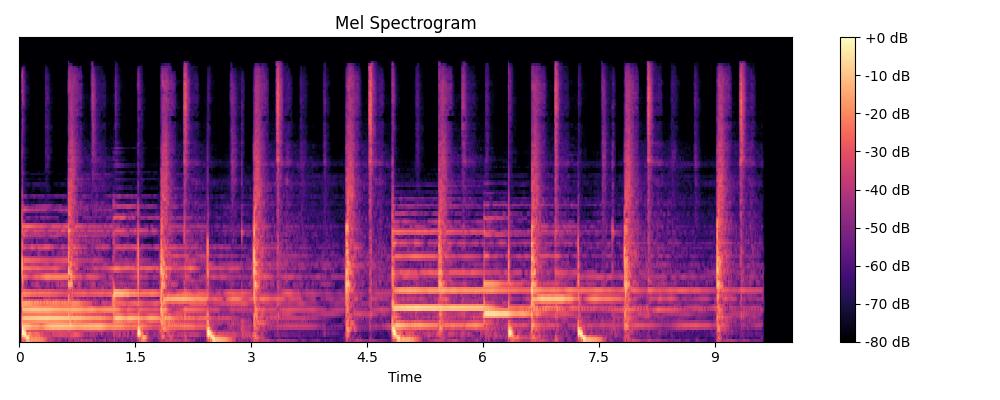 Mel Spectrogram
+0 dB
-10 dB
-20 dB
-30 dB
-40 dB
-50 dB
-60 dB
-70 dB
-80 dB
0 1.5 3 4.5 6 7.5 9
Time